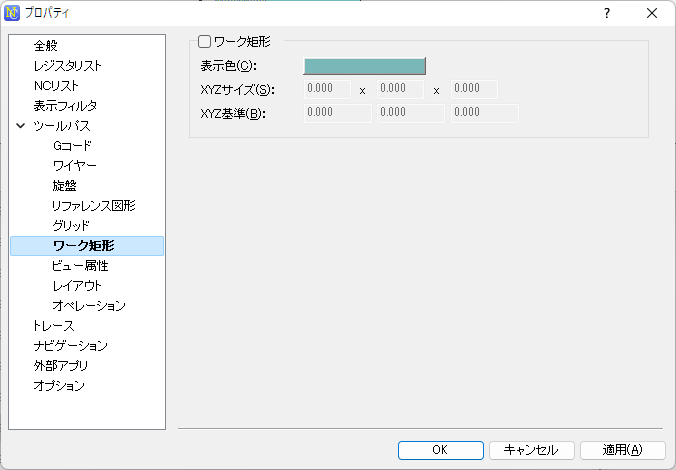 プロパティ
?
全般
レジスタリスト
NCリスト
表示フィルタ
ツールパス
Gコード
ワイヤー
旋盤
リファレンス図形
グリッド
ワーク矩形
ビュー属性
レイアウト
オペレーション
トレース
ナビゲーション
外部アプリ
オプション
ワーク矩形
表示色(C):
XYZサイズ(S): 0.000 x 0.000 x 0.000
XYZ基準(B): 0.000 0.000 0.000
OK キャンセル 適用(A)